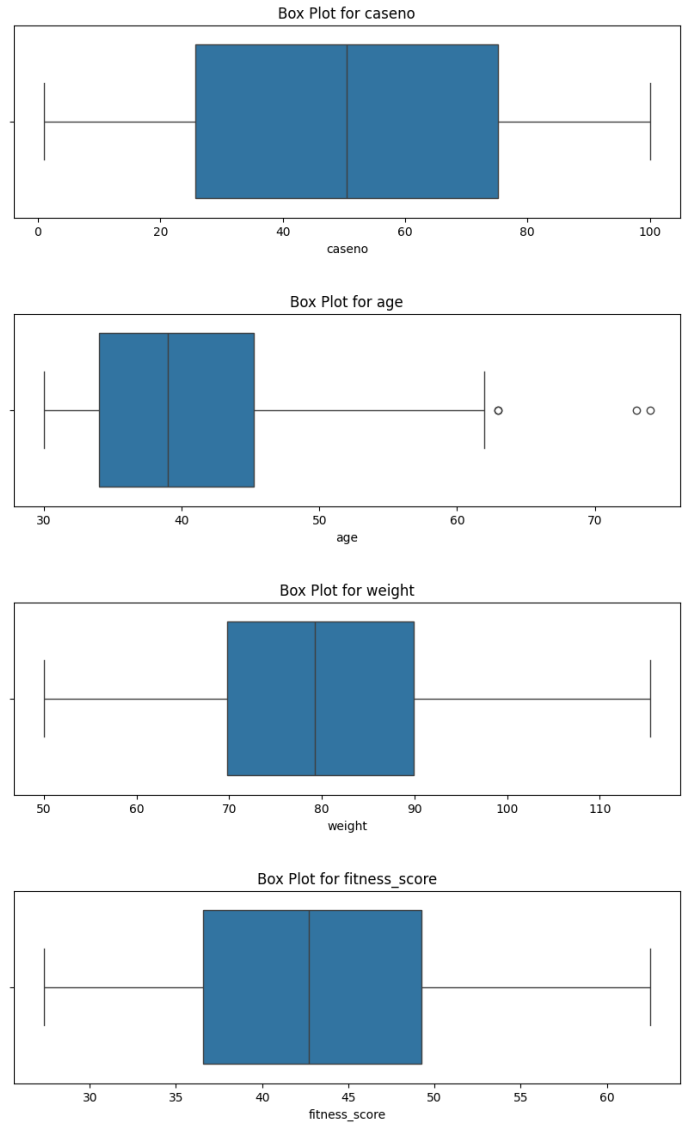 Box Plot for caseno
0 20 40 60 80 100
caseno
Box Plot for age
30 40 50 60 70
age
Box Plot for weight
50 60 70 80 90 100 110
weight
Box Plot for fitness_score
30 35 40 45 50 55 60
fitness_score